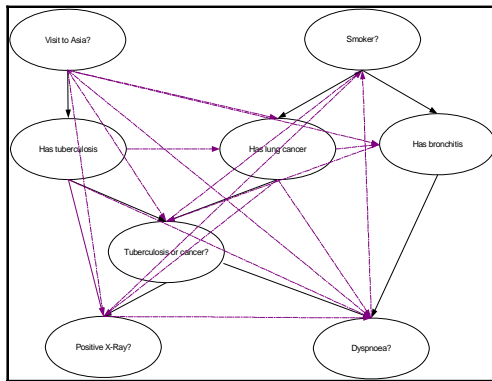 Visit to Asia?
Smoker?
Has tuberculosis
Has lung cancer
Has bronchitis
Tuberculosis or cancer?
Positive X-Ray?
Dyspnoea?